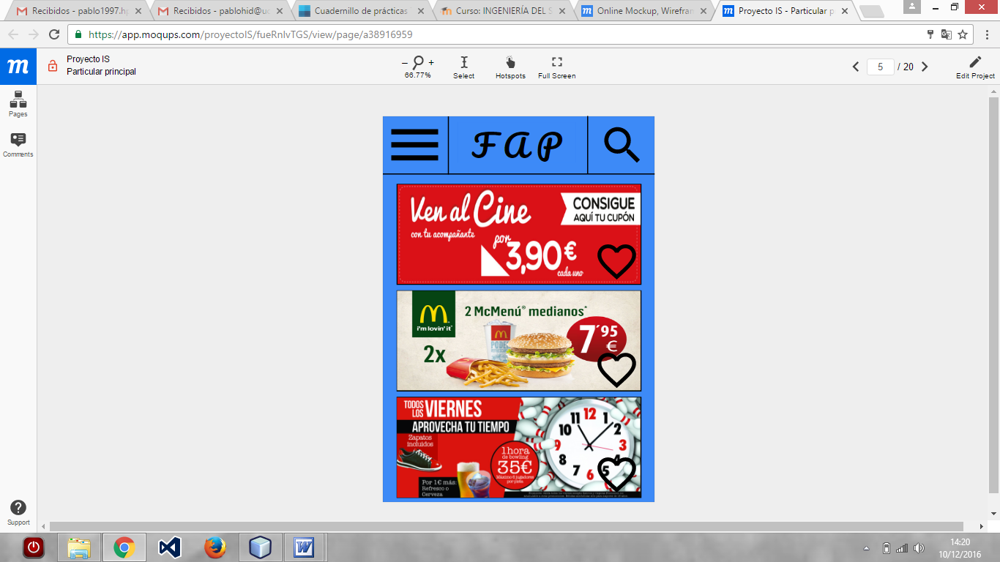 Recibidos - pablo1997.h
Recibidos - pablohid@u
Cuadernillo de prácticas
Curso: INGENIERÍA DEL S
Online Mockup, Wirefram
Proyecto IS - Particular p
https://app.moqups.com/proyectoIS/fueRnIvTGS/view/page/a38916959
m
Proyecto IS
Particular principal
66.77%
Select
Hotspots
Full Screen
5 / 20
Edit Project
Pages
Comments
Support
FAP
Ven al Cine
con tu acompañante
por
3,90€
cada uno
CONSIGUE
AQUÍ TU CUPÓN
i'm lovin' it
2 McMenú® medianos*
7'95
€
2x
TODOS
LOS VIERNES
APROVECHA TU TIEMPO
Zapatos
incluidos
1hora
de bowling
35€
Máximo 6 jugadores
por pista
Por 1€ más:
Refresco o
Cerveza
11 12 1
10 2
9 3
8 4
7 6 5
14:20
10/12/2016